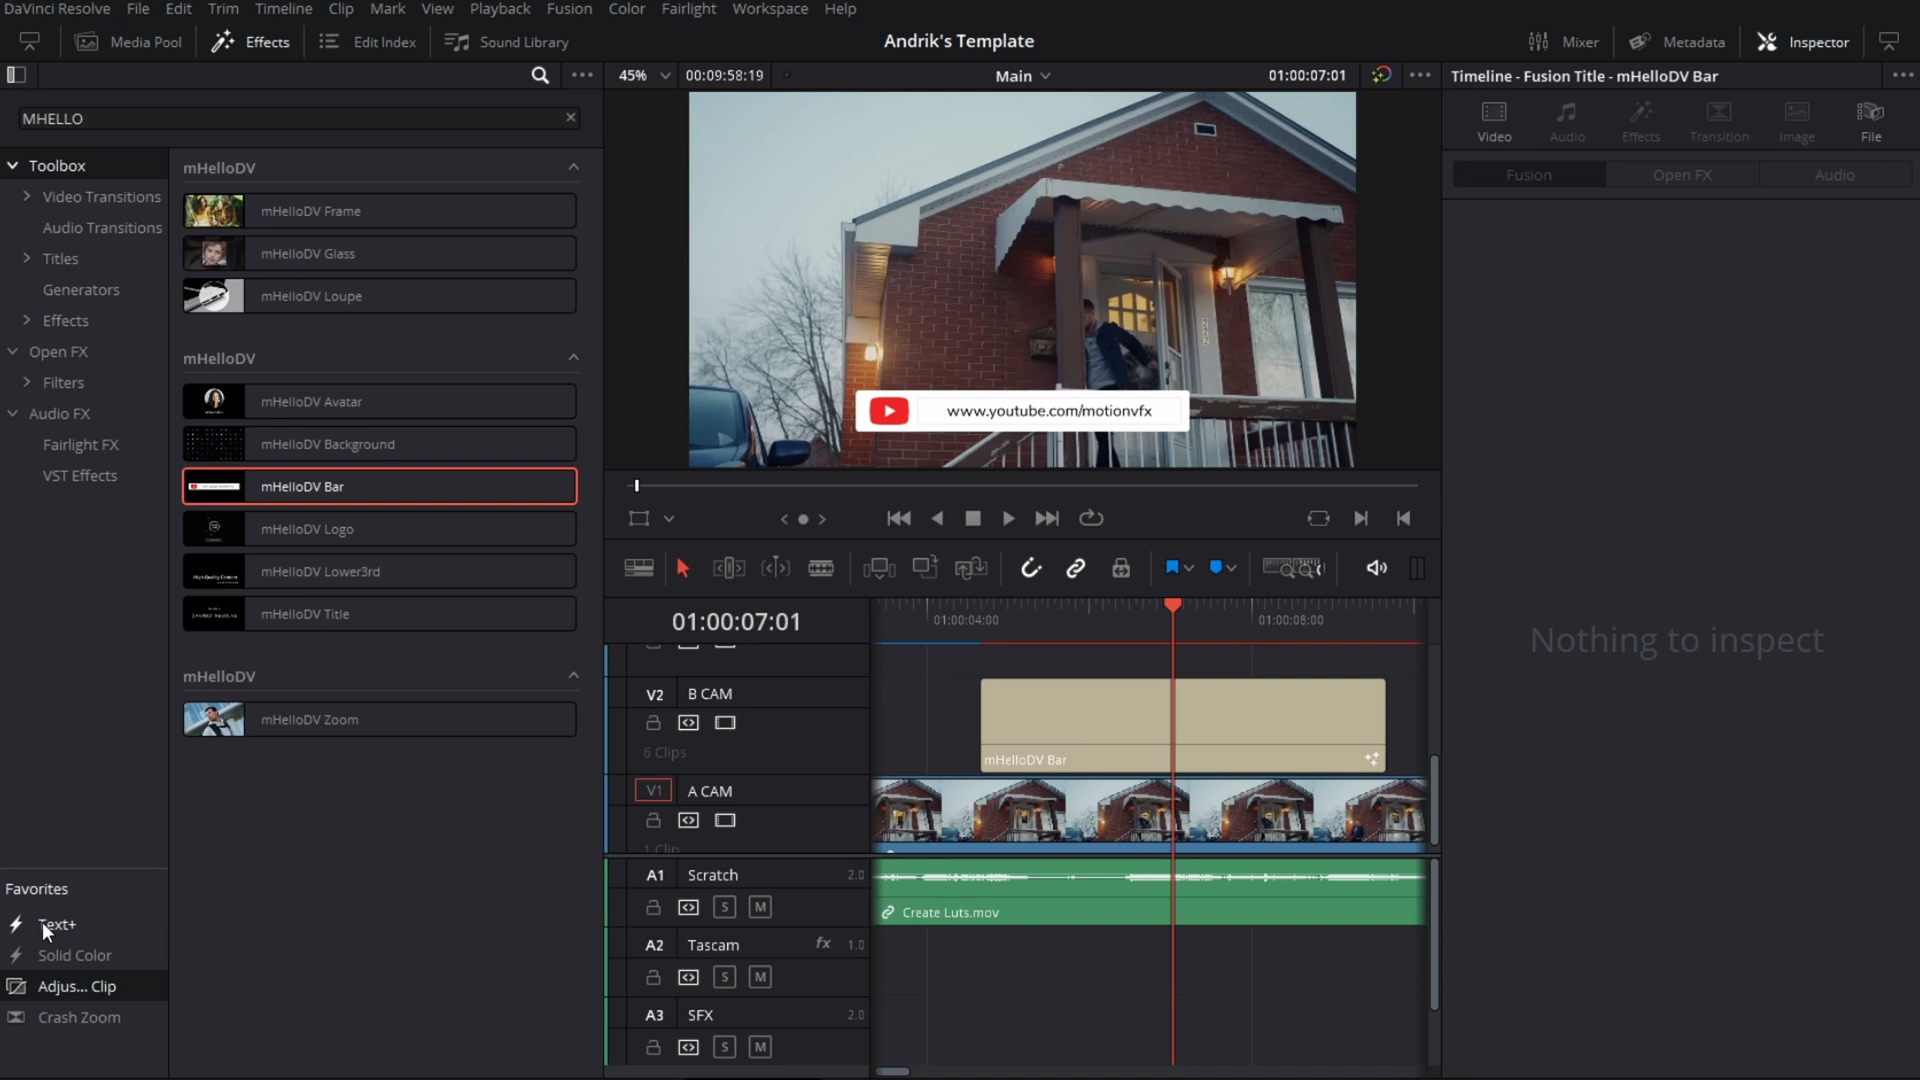 DaVinci Resolve File Edit Trim Timeline Clip Mark View Playback Fusion Color Fairlight Workspace Help
Media Pool Effects Edit Index Sound Library Andrik's Template Mixer Metadata Inspector
45% 00:09:58:19 Main 01:00:07:01 Timeline - Fusion Title - mHelloDV Bar
MHELLO
Video Audio Effects Transition Image File
Fusion Open FX Audio
Toolbox
Video Transitions
Audio Transitions
Titles
Generators
Effects
Open FX
Filters
Audio FX
Fairlight FX
VST Effects
mHelloDV
mHelloDV Frame
mHelloDV Glass
mHelloDV Loupe
mHelloDV
mHelloDV Avatar
mHelloDV Background
mHelloDV Bar
mHelloDV Logo
mHelloDV Lower3rd
mHelloDV Title
mHelloDV
mHelloDV Zoom
Favorites
Text+
Solid Color
Adjus... Clip
Crash Zoom
www.youtube.com/motionvfx
01:00:07:01
01:00:04:00 01:00:08:00
V2 B CAM
6 Clips
mHelloDV Bar
V1 A CAM
1 Clip
A1 Scratch 2.0
S M
Create Luts.mov
A2 Tascam fx 1.0
S M
A3 SFX 2.0
S M
Nothing to inspect